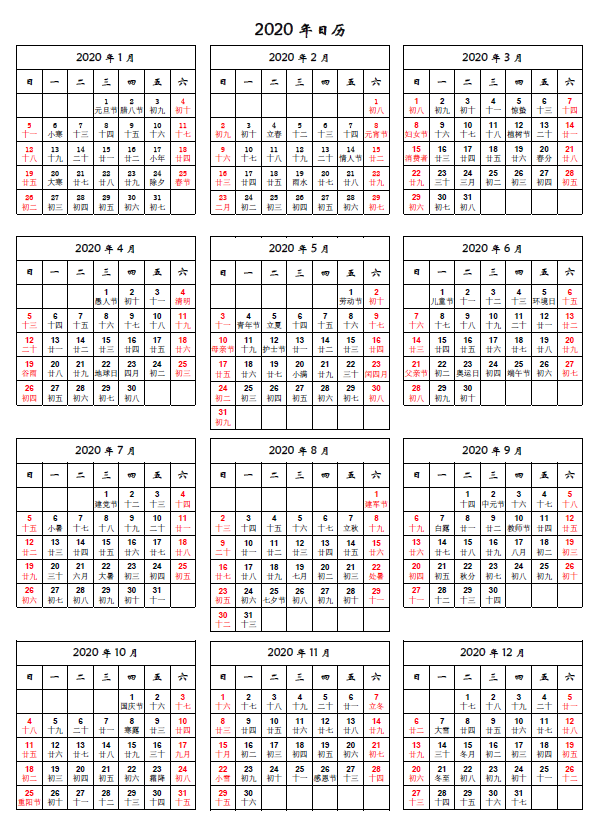 2020 年日历
2020 年 1 月
日 一 二 三 四 五 六
1 2 3 4
元旦节 腊八节 初九 初十
5 6 7 8 9 10 11
十一 小寒 十三 十四 十五 十六 十七
12 13 14 15 16 17 18
十八 十九 二十 廿一 廿二 小年 廿四
19 20 21 22 23 24 25
廿五 大寒 廿七 廿八 廿九 除夕 春节
26 27 28 29 30 31
初二 初三 初四 初五 初六 初七
2020 年 2 月
日 一 二 三 四 五 六
1
初八
2 3 4 5 6 7 8
初九 初十 立春 十二 十三 十四 元宵节
9 10 11 12 13 14 15
十六 十七 十八 十九 二十 情人节 廿二
16 17 18 19 20 21 22
廿三 廿四 廿五 雨水 廿七 廿八 廿九
23 24 25 26 27 28 29
二月 初二 初三 初四 初五 初六 初七
2020 年 3 月
日 一 二 三 四 五 六
1 2 3 4 5 6 7
初八 初九 初十 十一 惊蛰 十三 十四
8 9 10 11 12 13 14
妇女节 十六 十七 十八 植树节 二十 廿一
15 16 17 18 19 20 21
消费者 廿三 廿四 廿五 廿六 春分 廿八
22 23 24 25 26 27 28
廿九 三十 三月 初二 初三 初四 初五
29 30 31
初六 初七 初八
2020 年 4 月
日 一 二 三 四 五 六
1 2 3 4
愚人节 初十 十一 清明
5 6 7 8 9 10 11
十三 十四 十五 十六 十七 十八 十九
12 13 14 15 16 17 18
二十 廿一 廿二 廿三 廿四 廿五 廿六
19 20 21 22 23 24 25
谷雨 廿八 廿九 地球日 四月 初二 初三
26 27 28 29 30
初四 初五 初六 初七 初八
2020 年 5 月
日 一 二 三 四 五 六
1 2
劳动节 初十
3 4 5 6 7 8 9
十一 青年节 立夏 十四 十五 十六 十七
10 11 12 13 14 15 16
母亲节 十九 护士节 廿一 廿二 廿三 廿四
17 18 19 20 21 22 23
廿五 廿六 廿七 小满 廿九 三十 闰四月
24 25 26 27 28 29 30
初二 初三 初四 初五 初六 初七 初八
31
初九
2020 年 6 月
日 一 二 三 四 五 六
1 2 3 4 5 6
儿童节 十一 十二 十三 环境日 十五
7 8 9 10 11 12 13
十六 十七 十八 十九 二十 廿一 廿二
14 15 16 17 18 19 20
廿三 廿四 廿五 廿六 廿七 廿八 廿九
21 22 23 24 25 26 27
父亲节 初二 奥运日 初四 端午节 初六 初七
28 29 30
初八 初九 初十
2020 年 7 月
日 一 二 三 四 五 六
1 2 3 4
建党节 十二 十三 十四
5 6 7 8 9 10 11
十五 小暑 十七 十八 十九 二十 廿一
12 13 14 15 16 17 18
廿二 廿三 廿四 廿五 廿六 廿七 廿八
19 20 21 22 23 24 25
廿九 三十 六月 大暑 初三 初四 初五
26 27 28 29 30 31
初六 初七 初八 初九 初十 十一
2020 年 8 月
日 一 二 三 四 五 六
1
建军节
2 3 4 5 6 7 8
十三 十四 十五 十六 十七 立秋 十九
9 10 11 12 13 14 15
二十 廿一 廿二 廿三 廿四 廿五 廿六
16 17 18 19 20 21 22
廿七 廿八 廿九 七月 初二 初三 处暑
23 24 25 26 27 28 29
初五 初六 七夕节 初八 初九 初十 十一
30 31
十二 十三
2020 年 9 月
日 一 二 三 四 五 六
1 2 3 4 5
十四 中元节 十六 十七 十八
6 7 8 9 10 11 12
十九 白露 廿一 廿二 教师节 廿四 廿五
13 14 15 16 17 18 19
廿六 廿七 廿八 廿九 八月 初二 初三
20 21 22 23 24 25 26
初四 初五 秋分 初七 初八 初九 初十
27 28 29 30
十一 十二 十三 十四
2020 年 10 月
日 一 二 三 四 五 六
1 2 3
国庆节 十六 十七
4 5 6 7 8 9 10
十八 十九 二十 廿一 寒露 廿三 廿四
11 12 13 14 15 16 17
廿五 廿六 廿七 廿八 廿九 三十 九月
18 19 20 21 22 23 24
初二 初三 初四 初五 初六 霜降 初八
25 26 27 28 29 30 31
重阳节 初十 十一 十二 十三 十四 十五
2020 年 11 月
日 一 二 三 四 五 六
1 2 3 4 5 6 7
十六 十七 十八 十九 二十 廿一 立冬
8 9 10 11 12 13 14
廿三 廿四 廿五 廿六 廿七 廿八 廿九
15 16 17 18 19 20 21
十月 初二 初三 初四 初五 初六 初七
22 23 24 25 26 27 28
小雪 初九 初十 十一 感恩节 十三 十四
29 30
十五 十六
2020 年 12 月
日 一 二 三 四 五 六
1 2 3 4 5
十七 十八 十九 二十 廿一
6 7 8 9 10 11 12
廿二 大雪 廿四 廿五 廿六 廿七 廿八
13 14 15 16 17 18 19
廿九 三十 冬月 初二 初三 初四 初五
20 21 22 23 24 25 26
初六 冬至 初八 初九 初十 十一 十二
27 28 29 30 31
十三 十四 十五 十六 十七